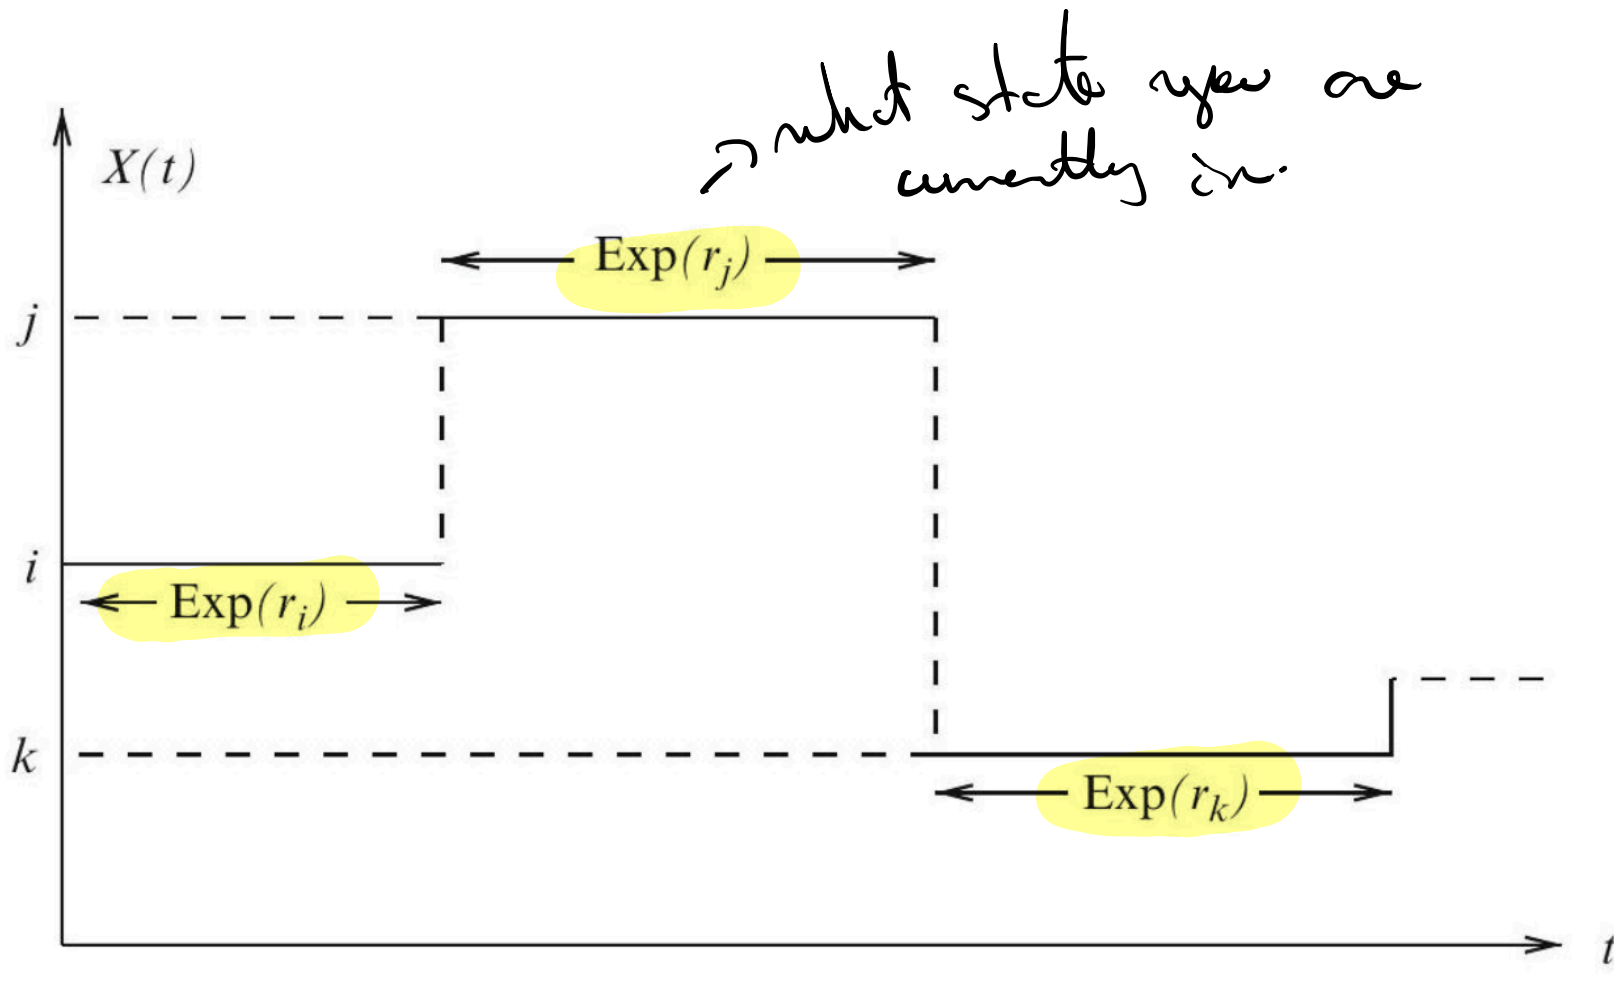 what state you are
currently in.
X(t)
Exp(r_j)
j
i
Exp(r_i)
k
Exp(r_k)
t